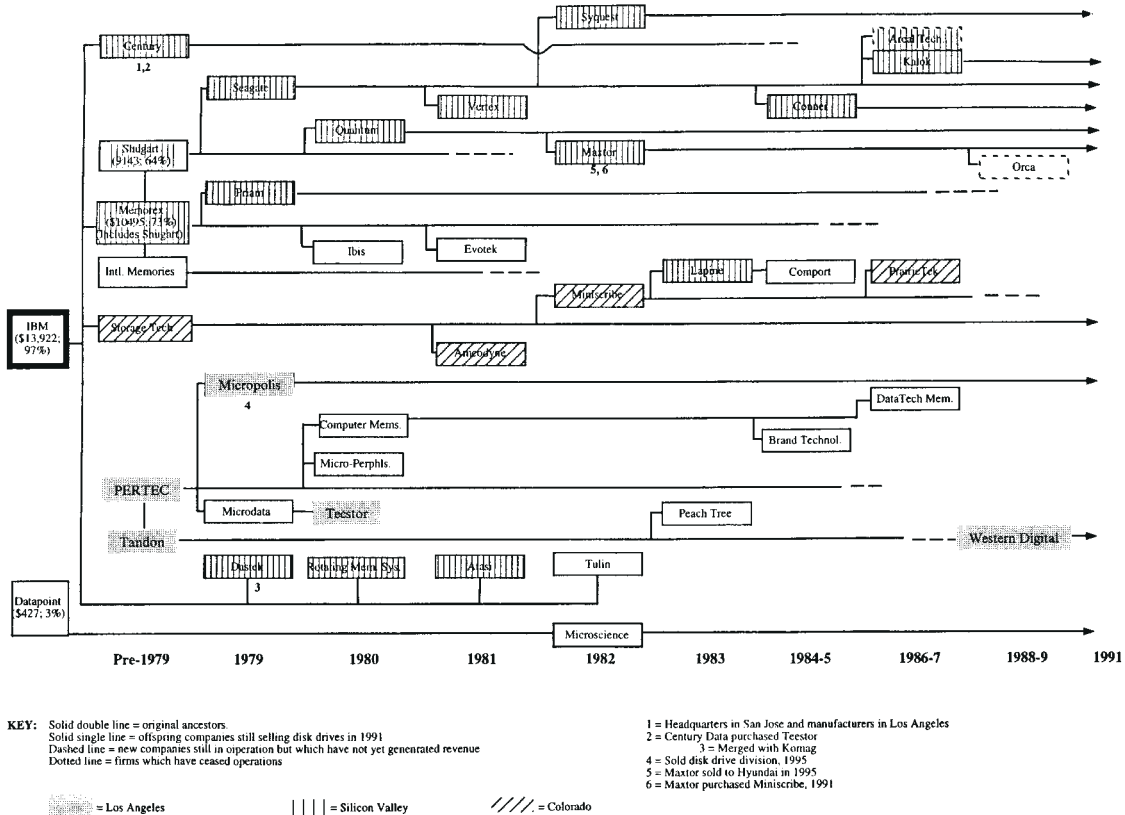 Syquest
Century
1,2
Areal Tech.
Kalok
Seagate
Vertex
Conner
Quantum
Shugart
(9143; 64%)
Maxtor
5, 6
Orca
Priam
Memorex
($10495; 73%)
(Includes Shughrt)
Ibis
Evotek
Intl. Memories
Lapine
Comport
PrairieTek
Miniscribe
IBM
($13,922;
97%)
Storage Tech
Amcodyne
Micropolis
4
DataTech Mem.
Computer Mems.
Brand Technol.
Micro-Perphls.
PERTEC
Microdata
Tecstor
Peach Tree
Tandon
Western Digital
Dastek
3
Rotating Mem. Sys.
Atasi
Tulin
Datapoint
($427; 3%)
Microscience
Pre-1979 1979 1980 1981 1982 1983 1984-5 1986-7 1988-9 1991
KEY: Solid double line = original ancestors.
Solid single line = offspring companies still selling disk drives in 1991
Dashed line = new companies still in oiperation but which have not yet genenrated revenue
Dotted line = firms which have ceased operations
1 = Headquarters in San Jose and manufacturers in Los Angeles
2 = Century Data purchased Teestor
3 = Merged with Komag
4 = Sold disk drive division, 1995
5 = Maxtor sold to Hyundai in 1995
6 = Maxtor purchased Miniscribe, 1991
= Los Angeles
= Silicon Valley
= Colorado